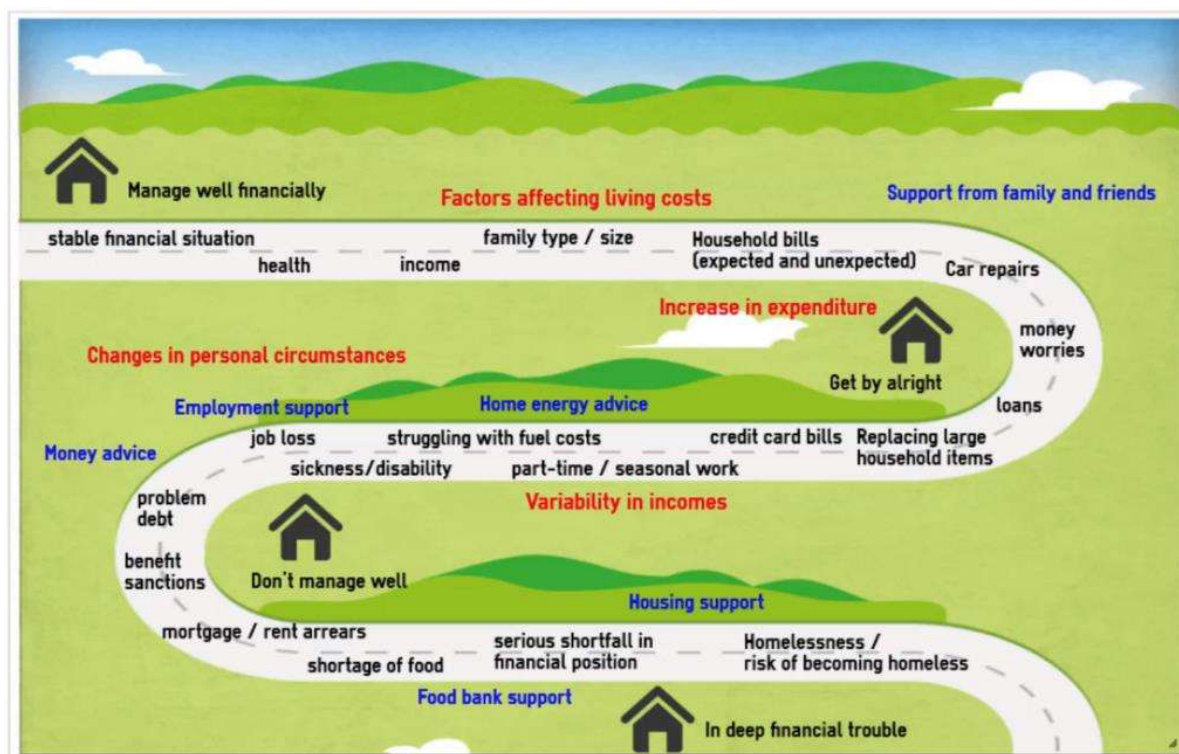 Manage well financially
Factors affecting living costs
Support from family and friends
stable financial situation
family type / size
Household bills
(expected and unexpected)
health
income
Car repairs
Increase in expenditure
money
worries
Changes in personal circumstances
Get by alright
loans
Employment support
Home energy advice
Money advice
job loss
struggling with fuel costs
credit card bills
Replacing large
household items
sickness/disability
part-time / seasonal work
Variability in incomes
problem
debt
benefit
sanctions
Don't manage well
Housing support
mortgage / rent arrears
shortage of food
serious shortfall in
financial position
Homelessness /
risk of becoming homeless
Food bank support
In deep financial trouble